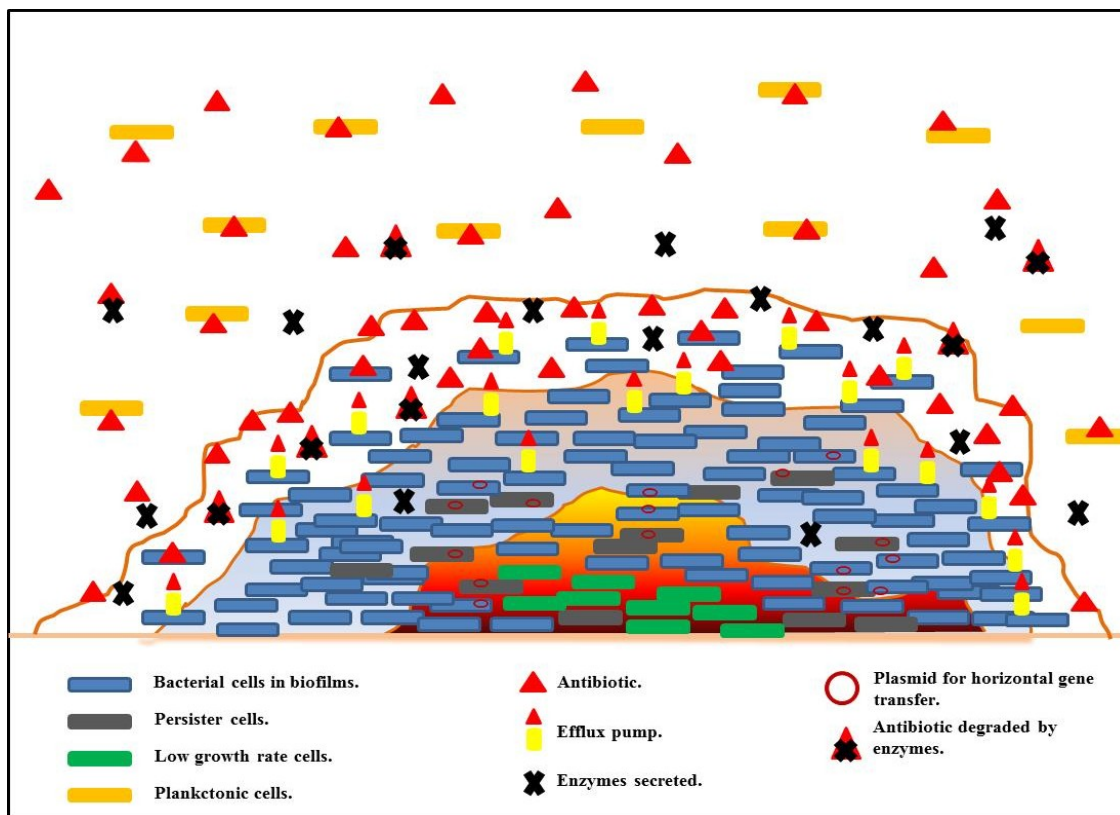 Bacterial cells in biofilms.
Persister cells.
Low growth rate cells.
Plankctonic cells.
Antibiotic.
Efflux pump.
Enzymes secreted.
Plasmid for horizontal gene
transfer.
Antibiotic degraded by
enzymes.